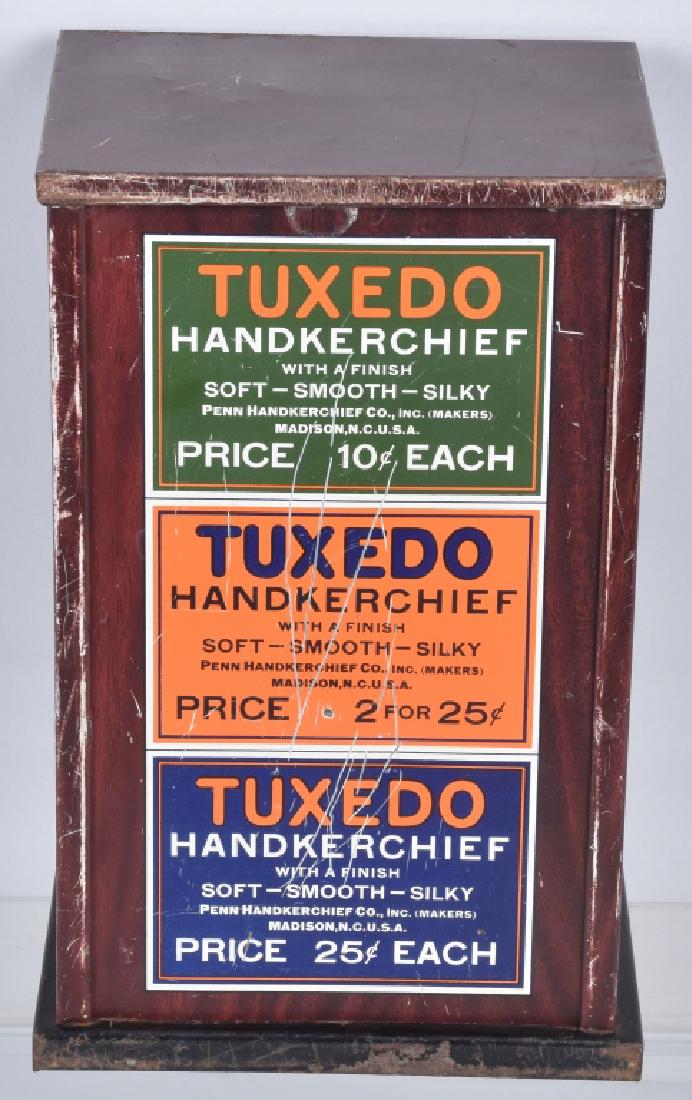 TUXEDO
HANDKERCHIEF
WITH A FINISH
SOFT – SMOOTH – SILKY
PENN HANDKERCHIEF CO., INC. (MAKERS)
MADISON, N.C. U.S.A.
PRICE 10¢ EACH
TUXEDO
HANDKERCHIEF
WITH A FINISH
SOFT – SMOOTH – SILKY
PENN HANDKERCHIEF CO., INC. (MAKERS)
MADISON, N.C. U.S.A.
PRICE 2 FOR 25¢
TUXEDO
HANDKERCHIEF
WITH A FINISH
SOFT – SMOOTH – SILKY
PENN HANDKERCHIEF CO., INC. (MAKERS)
MADISON, N.C. U.S.A.
PRICE 25¢ EACH